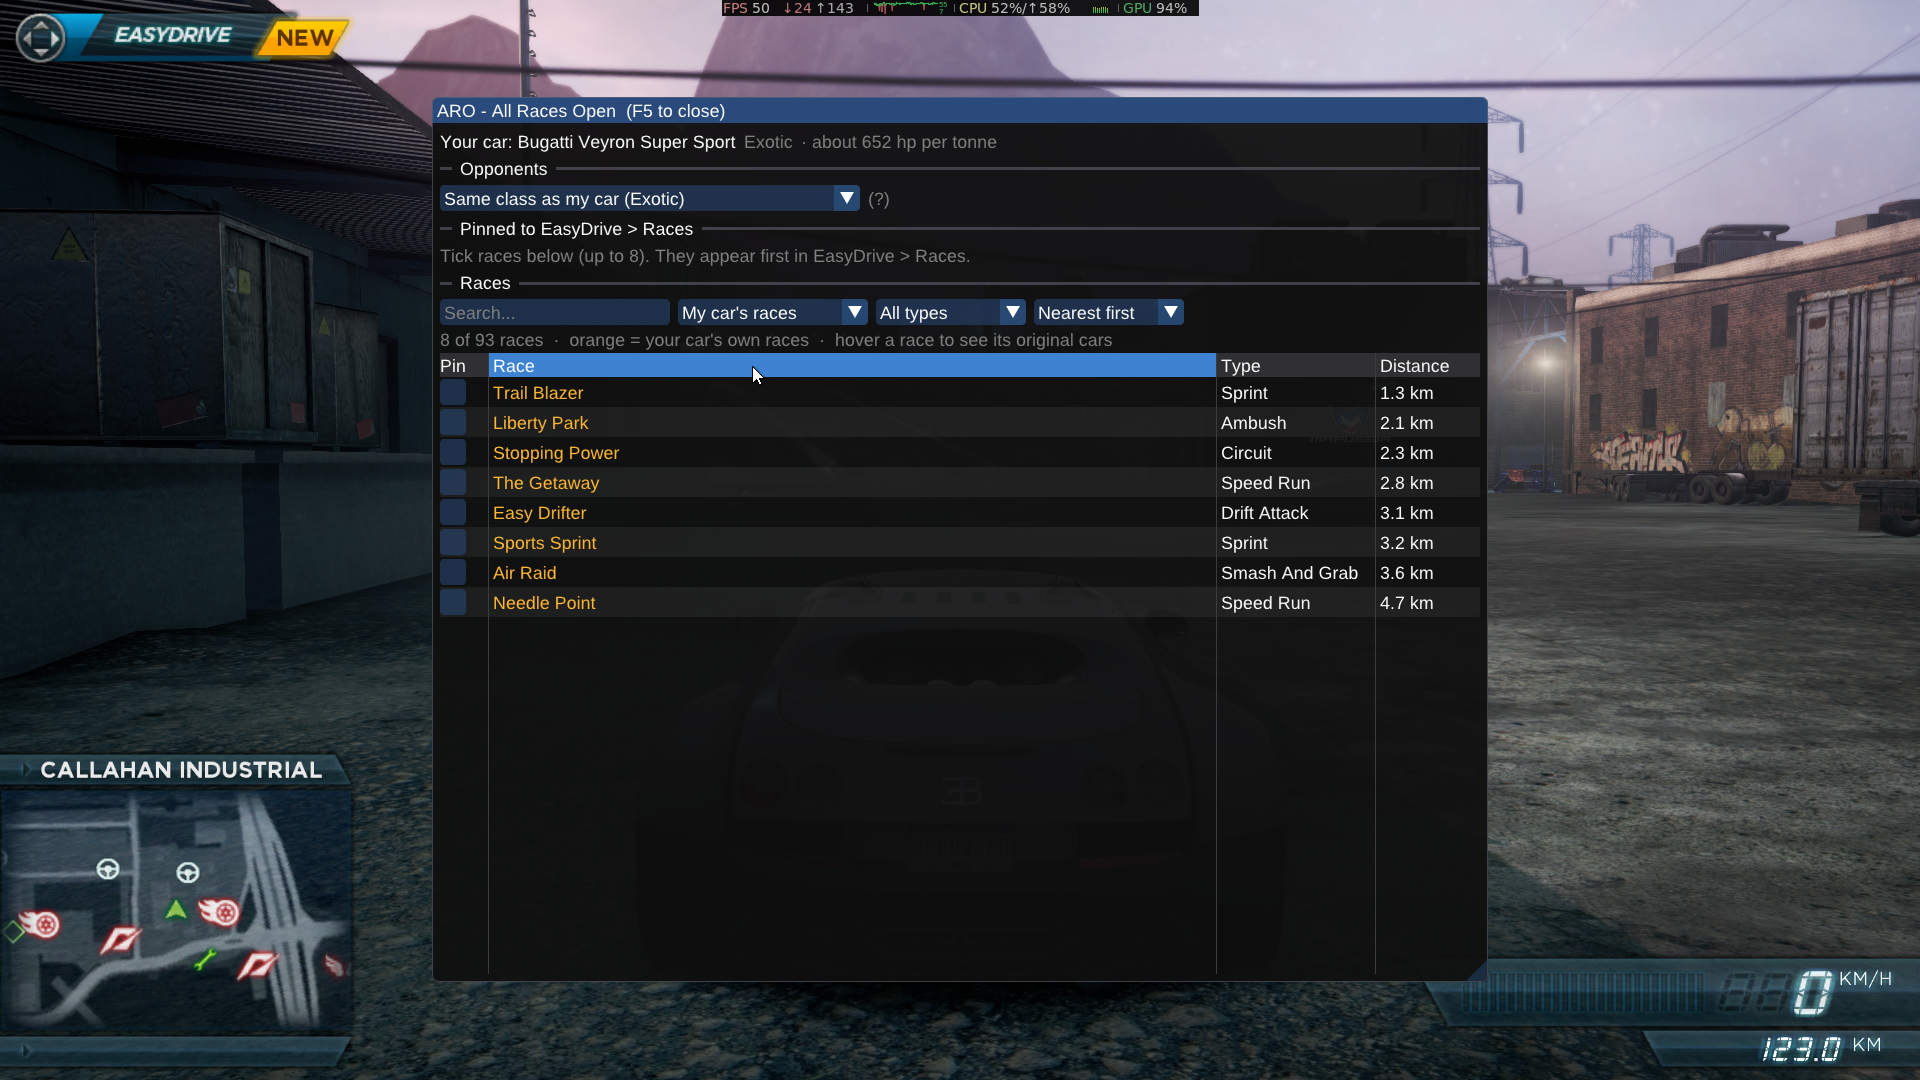 FPS 50 ↓24 ↑143 CPU 52%/↑58% GPU 94%
EASYDRIVE NEW
ARO - All Races Open (F5 to close)
Your car: Bugatti Veyron Super Sport Exotic · about 652 hp per tonne
Opponents
Same class as my car (Exotic) (?)
Pinned to EasyDrive > Races
Tick races below (up to 8). They appear first in EasyDrive > Races.
Races
Search... My car's races All types Nearest first
8 of 93 races · orange = your car's own races · hover a race to see its original cars
Pin Race Type Distance
Trail Blazer Sprint 1.3 km
Liberty Park Ambush 2.1 km
Stopping Power Circuit 2.3 km
The Getaway Speed Run 2.8 km
Easy Drifter Drift Attack 3.1 km
Sports Sprint Sprint 3.2 km
Air Raid Smash And Grab 3.6 km
Needle Point Speed Run 4.7 km
CALLAHAN INDUSTRIAL
0 KM/H
123.0 KM